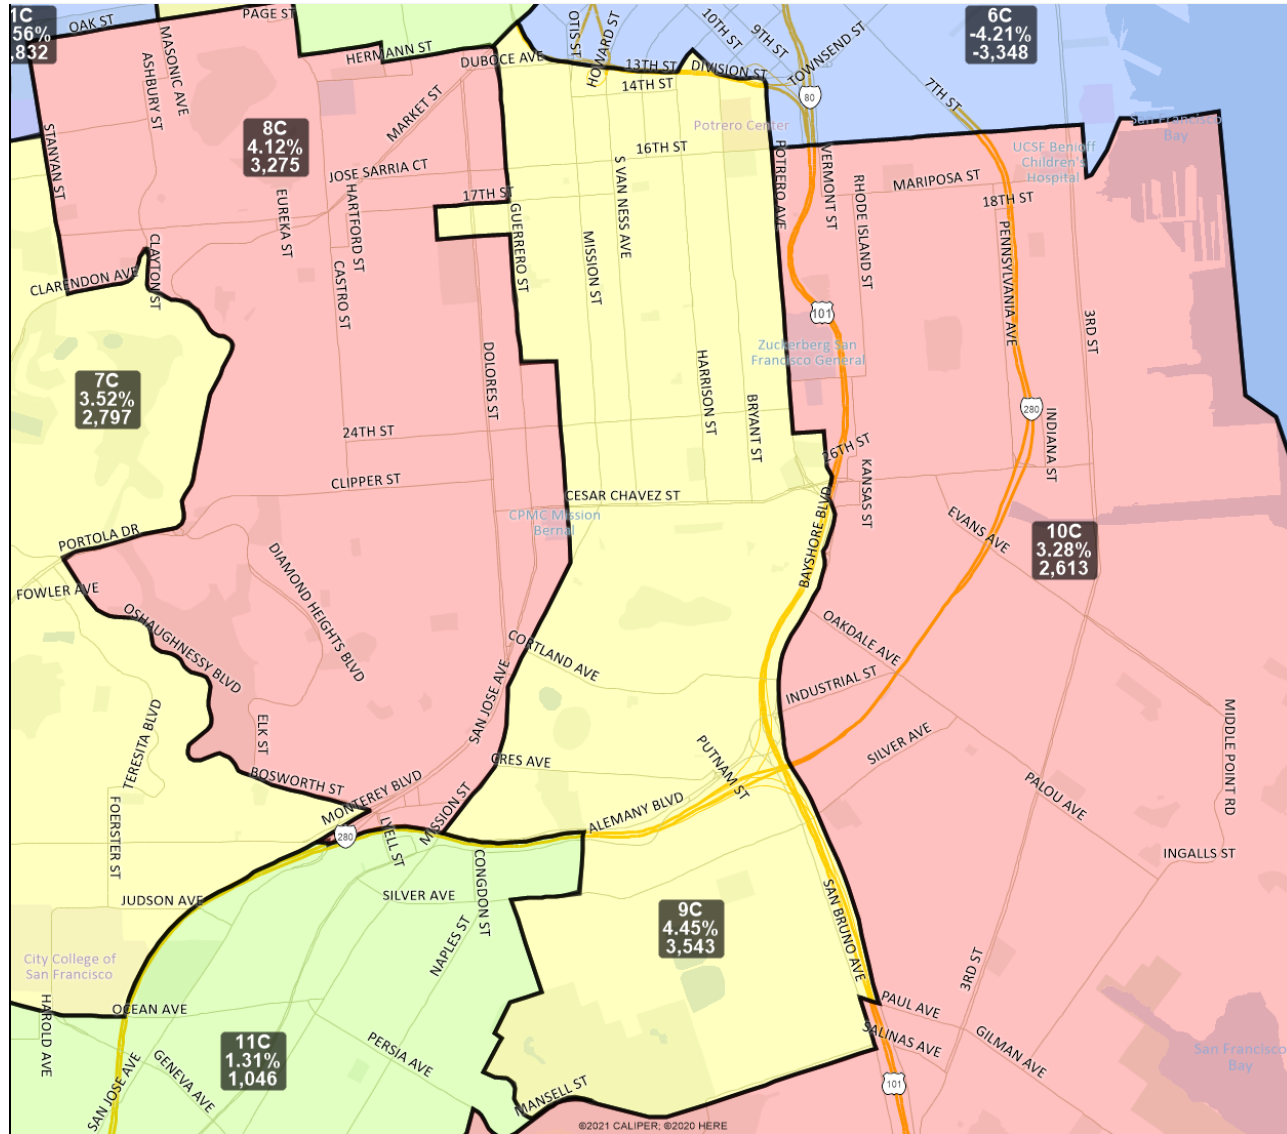 1C
.56%
,832
OAK ST
PAGE ST
HERMANN ST
MASONIC AVE
ASHBURY ST
STANYAN ST
8C
4.12%
3,275
MARKET ST
DUBOCE AVE
OTIS ST
HOWARD ST
10TH ST
9TH ST
TOWNSEND ST
13TH ST
DIVISION ST
14TH ST
80
6C
-4.21%
-3,348
7TH ST
San Francisco
Bay
Potrero Center
16TH ST
UCSF Benioff
Children's
Hospital
JOSE SARRIA CT
17TH ST
HARTFORD ST
EUREKA ST
CASTRO ST
GUERRERO ST
S VAN NESS AVE
MISSION ST
POTRERO AVE
VERMONT ST
RHODE ISLAND ST
MARIPOSA ST
18TH ST
PENNSYLVANIA AVE
3RD ST
CLAYTON ST
CLARENDON AVE
7C
3.52%
2,797
DOLORES ST
101
Zuckerberg San
Francisco General
HARRISON ST
BRYANT ST
280
INDIANA ST
24TH ST
26TH ST
KANSAS ST
CLIPPER ST
CESAR CHAVEZ ST
CPMC Mission
Bernal
BAYSHORE BLVD
EVANS AVE
10C
3.28%
2,613
PORTOLA DR
FOWLER AVE
DIAMOND HEIGHTS BLVD
OSHAUGHNESSY BLVD
CORTLAND AVE
OAKDALE AVE
INDUSTRIAL ST
SAN JOSE AVE
TERESITA BLVD
ELK ST
MIDDLE POINT RD
SILVER AVE
PUTNAM ST
CRES AVE
BOSWORTH ST
MONTEREY BLVD
PALOU AVE
FOERSTER ST
280
LYELL ST
MISSION ST
ALEMANY BLVD
INGALLS ST
CONGDON ST
JUDSON AVE
SILVER AVE
NAPLES ST
9C
4.45%
3,543
SAN BRUNO AVE
3RD ST
City College of
San Francisco
HAROLD AVE
OCEAN AVE
PAUL AVE
SALINAS AVE
GILMAN AVE
San Francisco
Bay
11C
1.31%
1,046
PERSIA AVE
SAN JOSE AVE
GENEVA AVE
MANSELL ST
101
©2021 CALIPER; ©2020 HERE